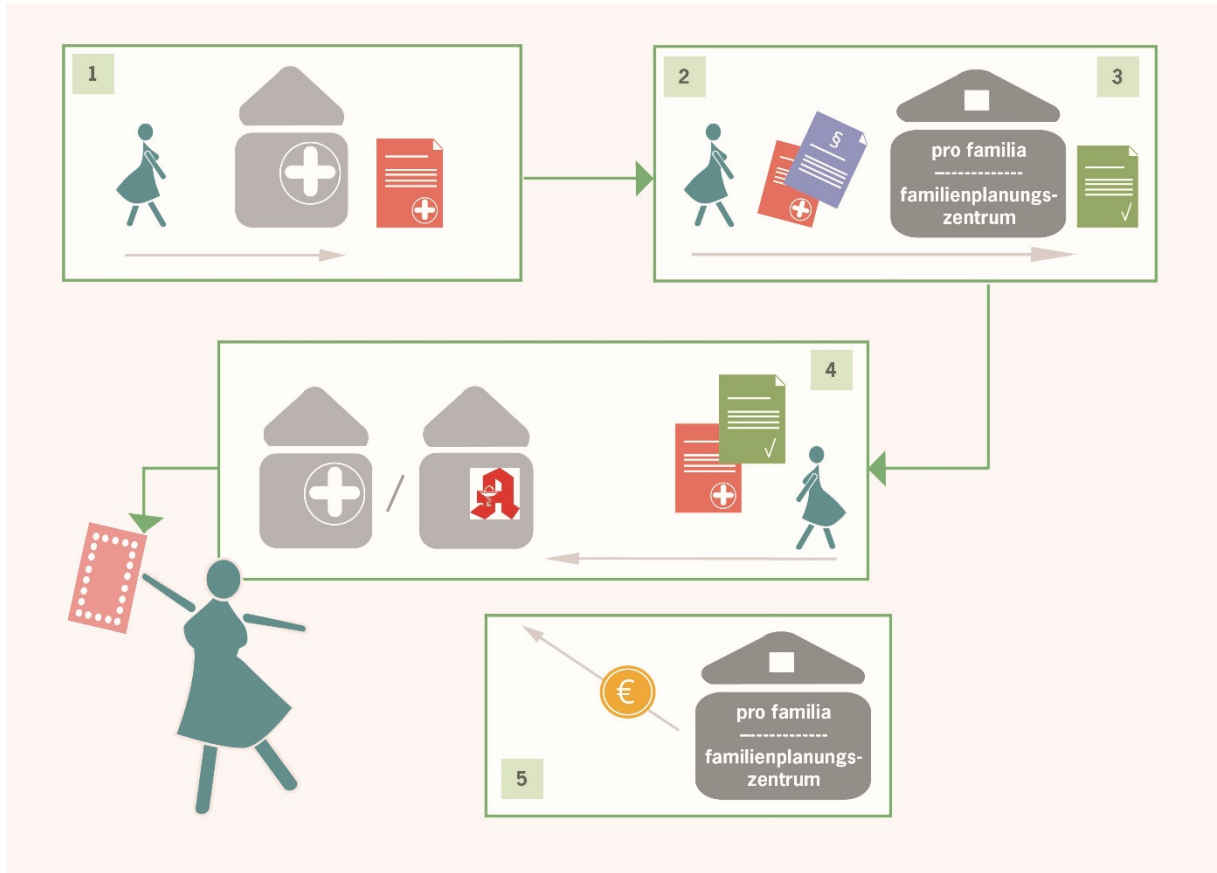 1
2
3
§
pro familia
-------------
familienplanungs-
zentrum
√
4
√
A
€
pro familia
-------------
familienplanungs-
zentrum
5